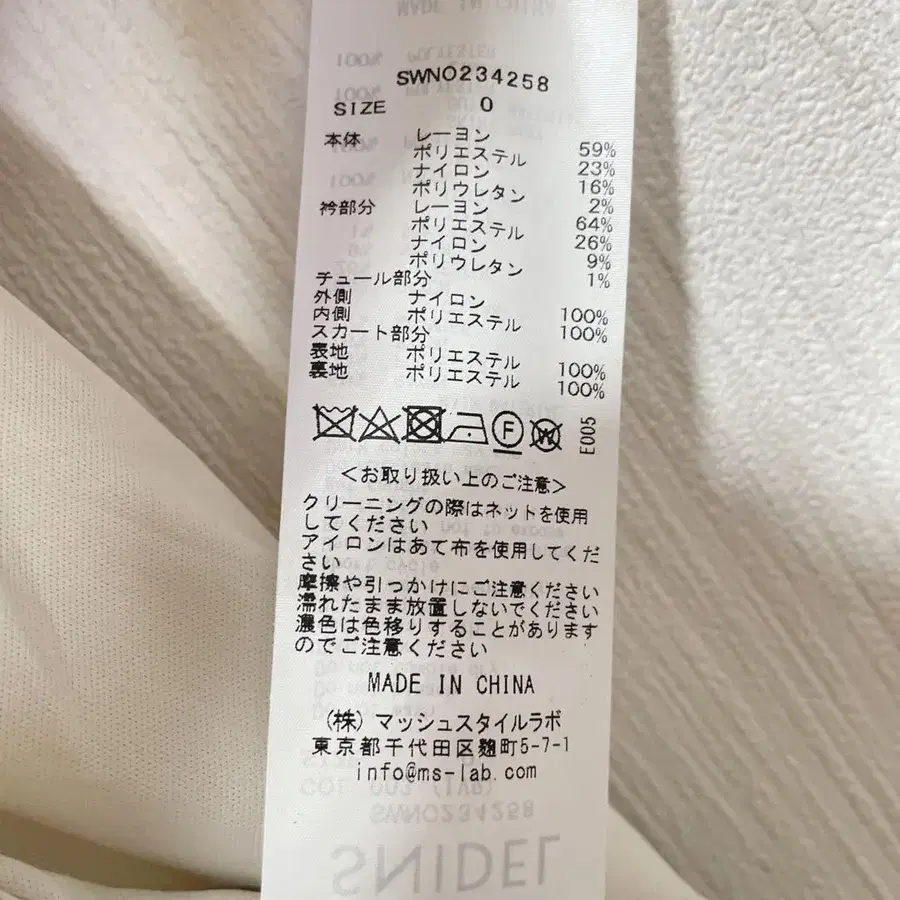 MADE IN CHINA
100% POLYESTER
SWNO234258
SIZE 0
本体 レーヨン 59%
ポリエステル 23%
ナイロン 16%
ポリウレタン 2%
衿部分 レーヨン 64%
ポリエステル 26%
ナイロン 9%
ポリウレタン 1%
チュール部分
外側 ナイロン 100%
内側 ポリエステル 100%
スカート部分
表地 ポリエステル 100%
裏地 ポリエステル 100%
F W E005
<お取り扱い上のご注意>
クリーニングの際はネットを使用
してください
アイロンはあて布を使用してくだ
さい
摩擦や引っかけにご注意ください
濡れたまま放置しないでください
濃色は色移りすることがあります
のでご注意ください
MADE IN CHINA
(株)マッシュスタイルラボ
東京都千代田区麹町5-7-1
info@ms-lab.com
COL 002 (IVR)
SWNO234258
SNIDEL